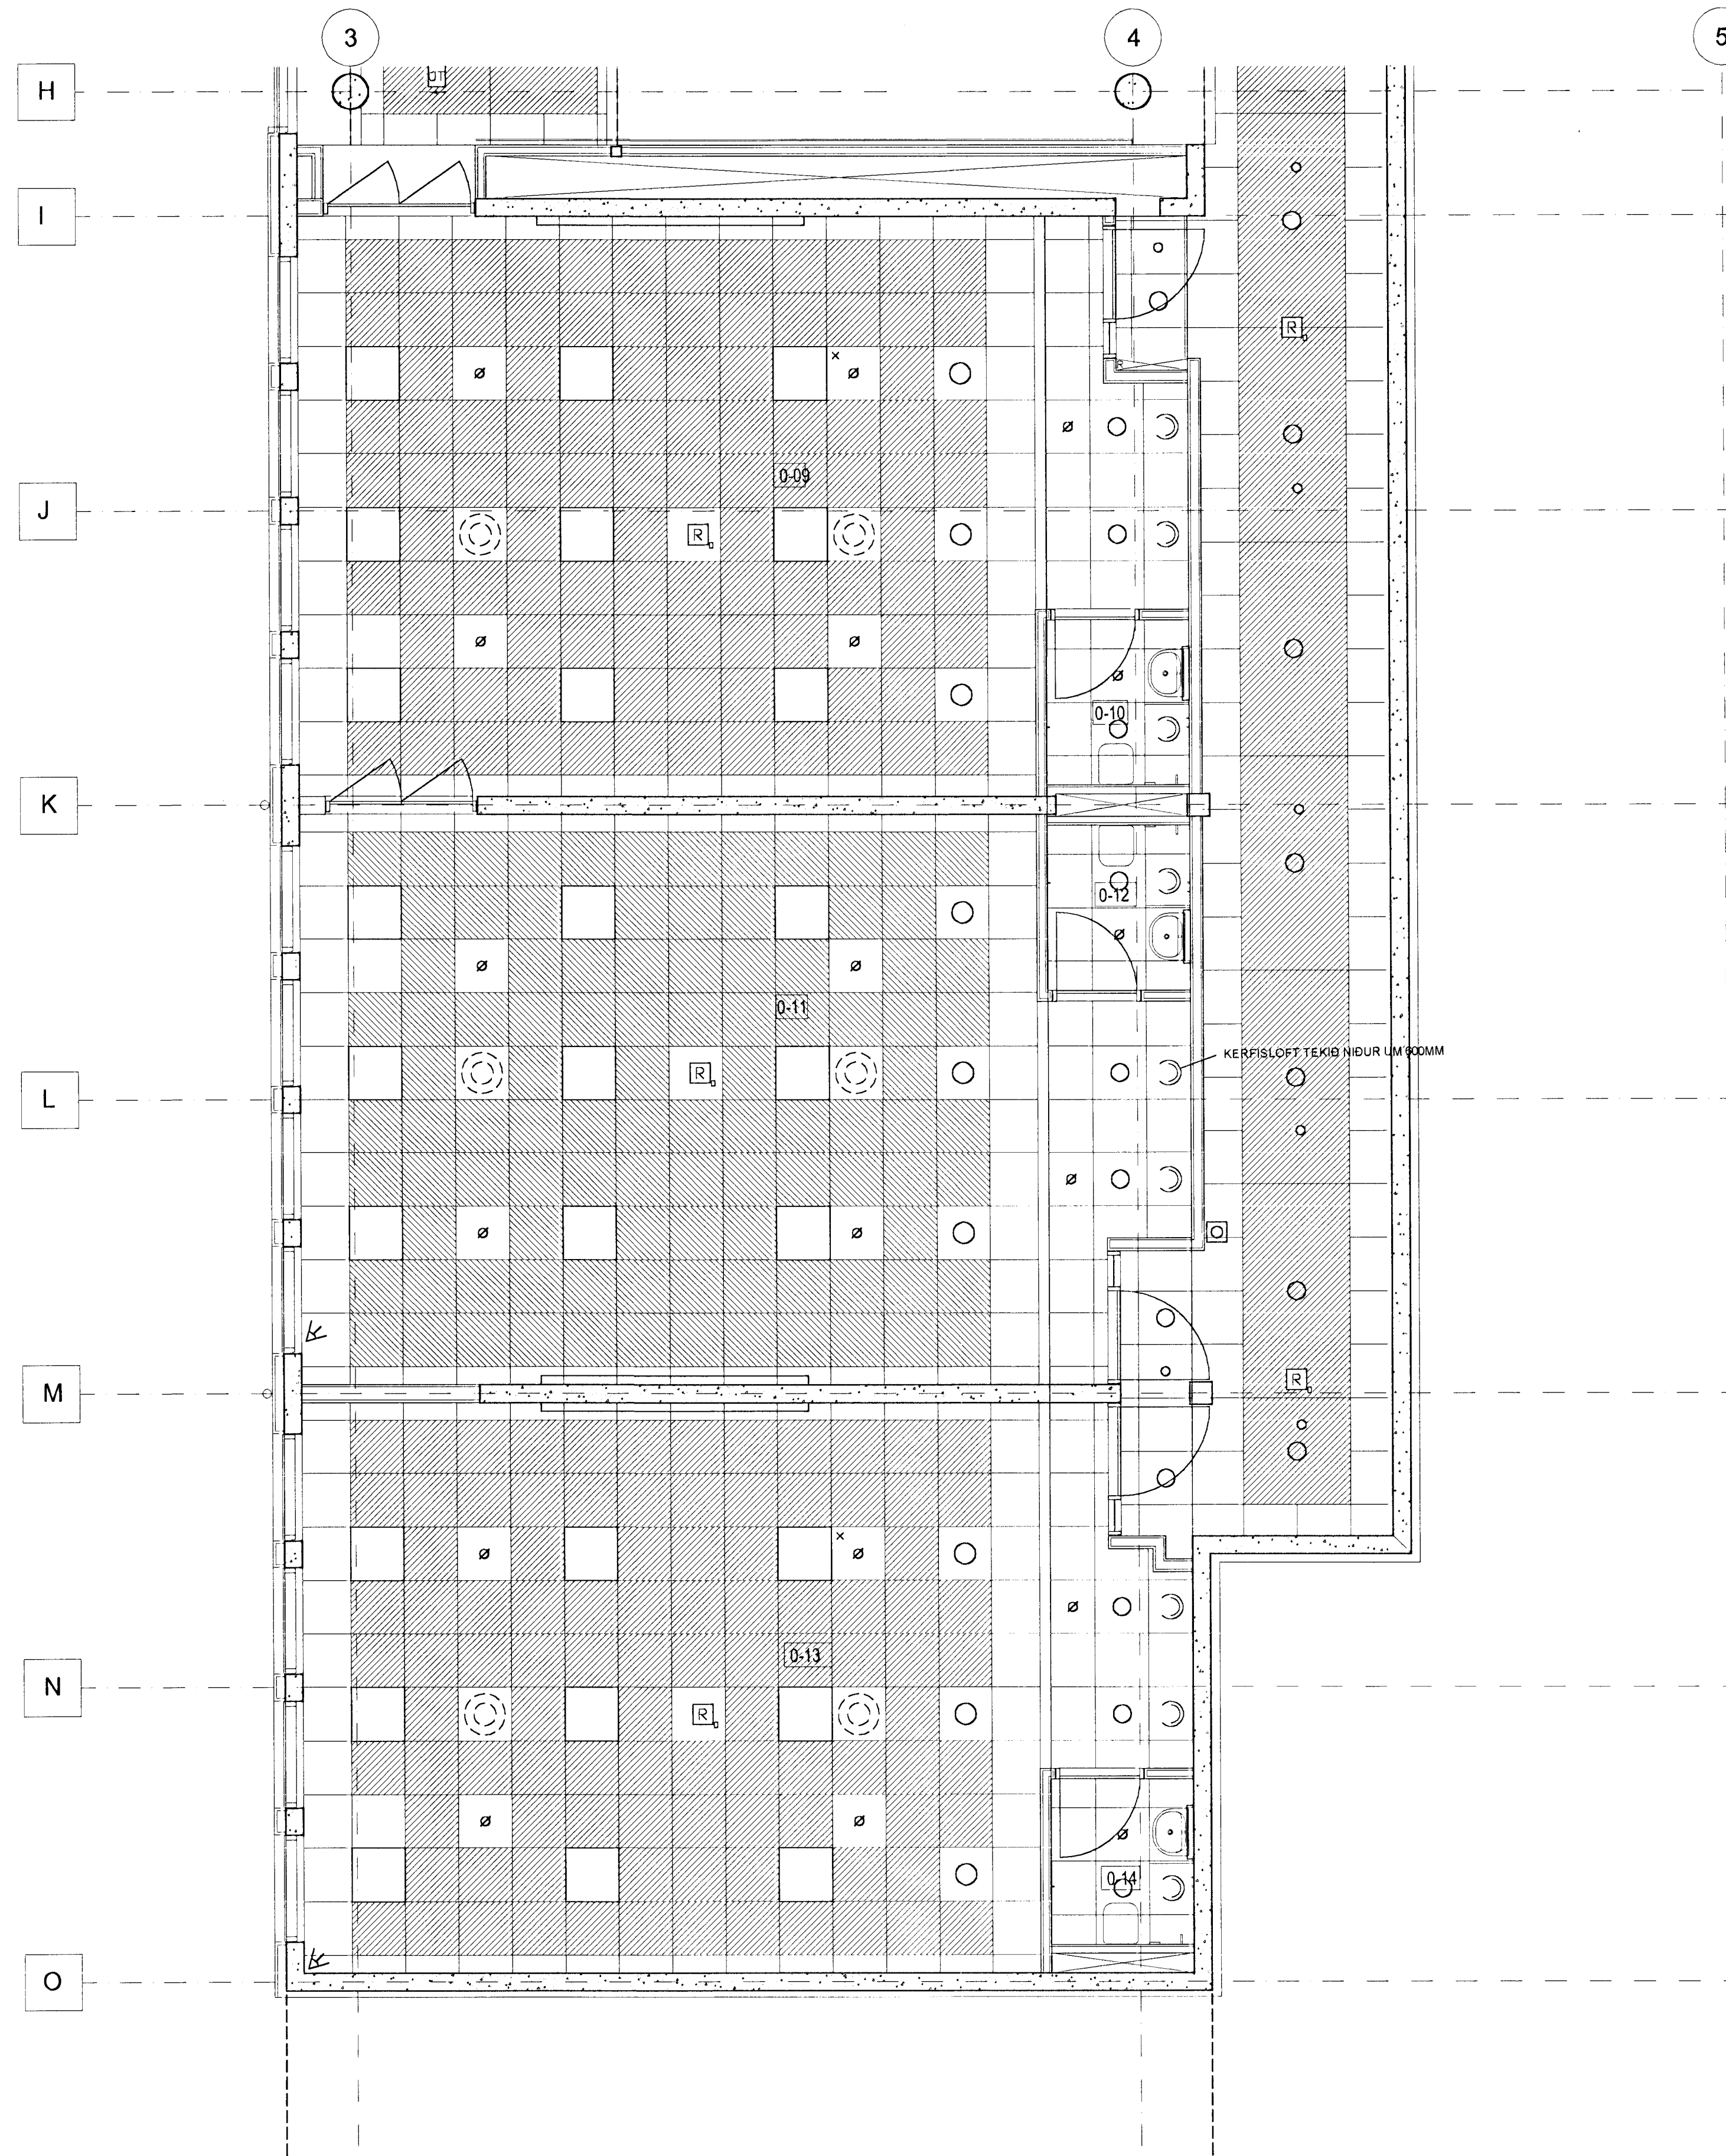 3
4
5
H
I
R
J
0-09
R
0-10
K
0-12
0-11
KERFISLOFT TEKIÐ NIÐUR UM 600MM
R
L
M
R
0-13
N
R
0-14
O